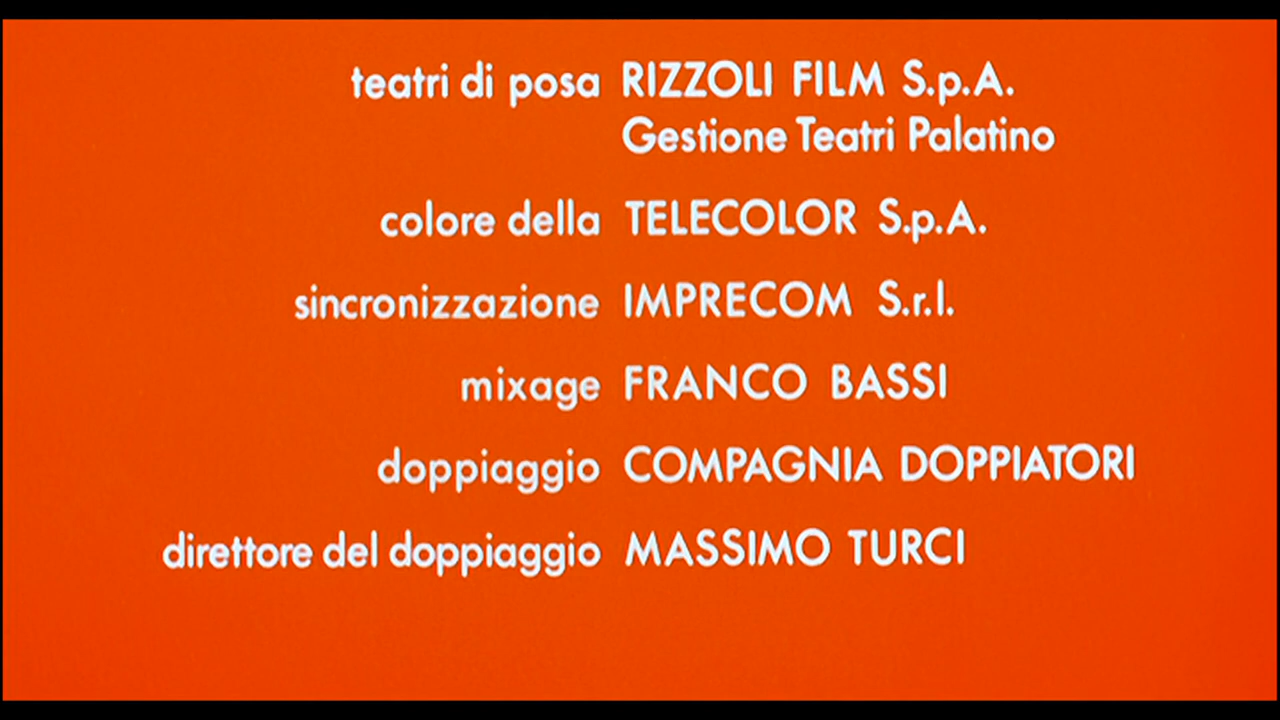 teatri di posa RIZZOLI FILM S.p.A.
Gestione Teatri Palatino
colore della TELECOLOR S.p.A.
sincronizzazione IMPRECOM S.r.l.
mixage FRANCO BASSI
doppiaggio COMPAGNIA DOPPIATORI
direttore del doppiaggio MASSIMO TURCI